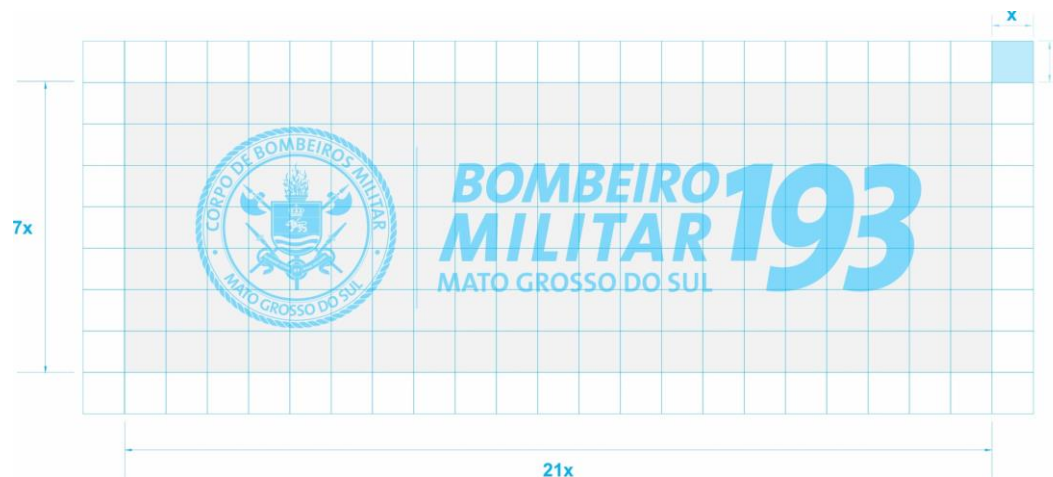 x
7x
CORPO DE BOMBEIROS MILITAR
MATO GROSSO DO SUL
BOMBEIRO
MILITAR
MATO GROSSO DO SUL
193
21x